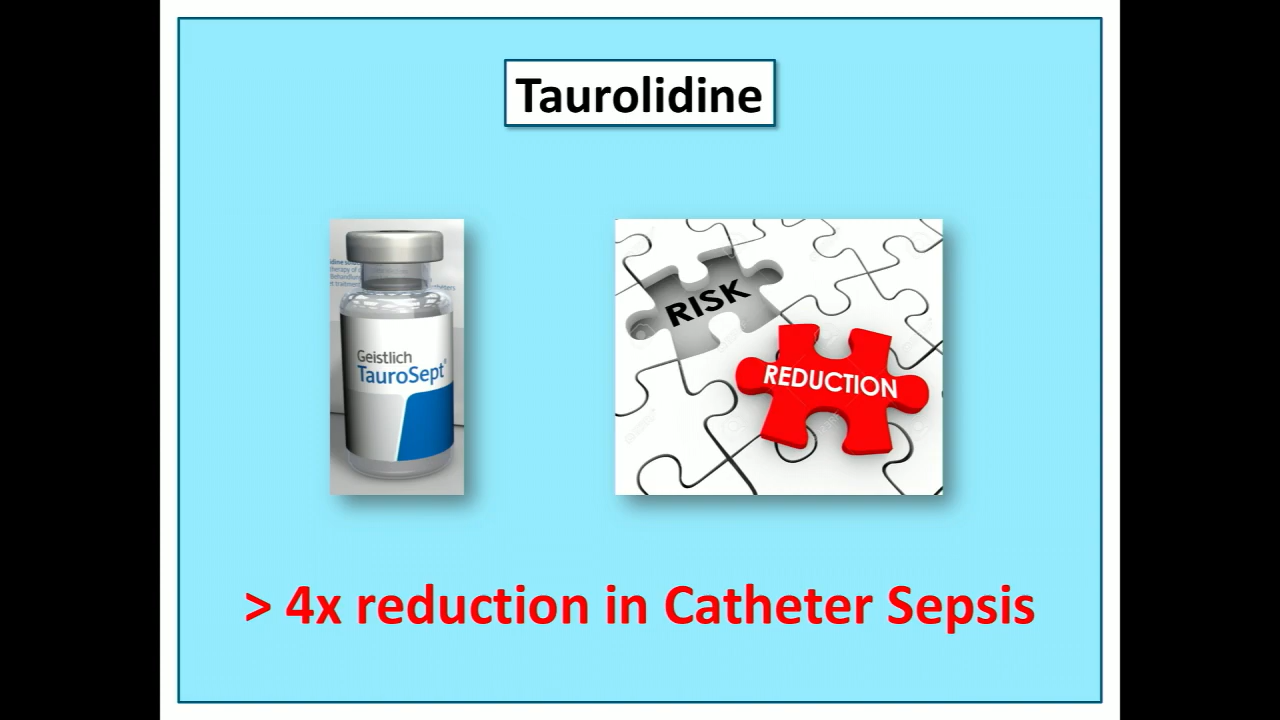 Taurolidine
Geistlich
TauroSept®
RISK
REDUCTION
> 4x reduction in Catheter Sepsis